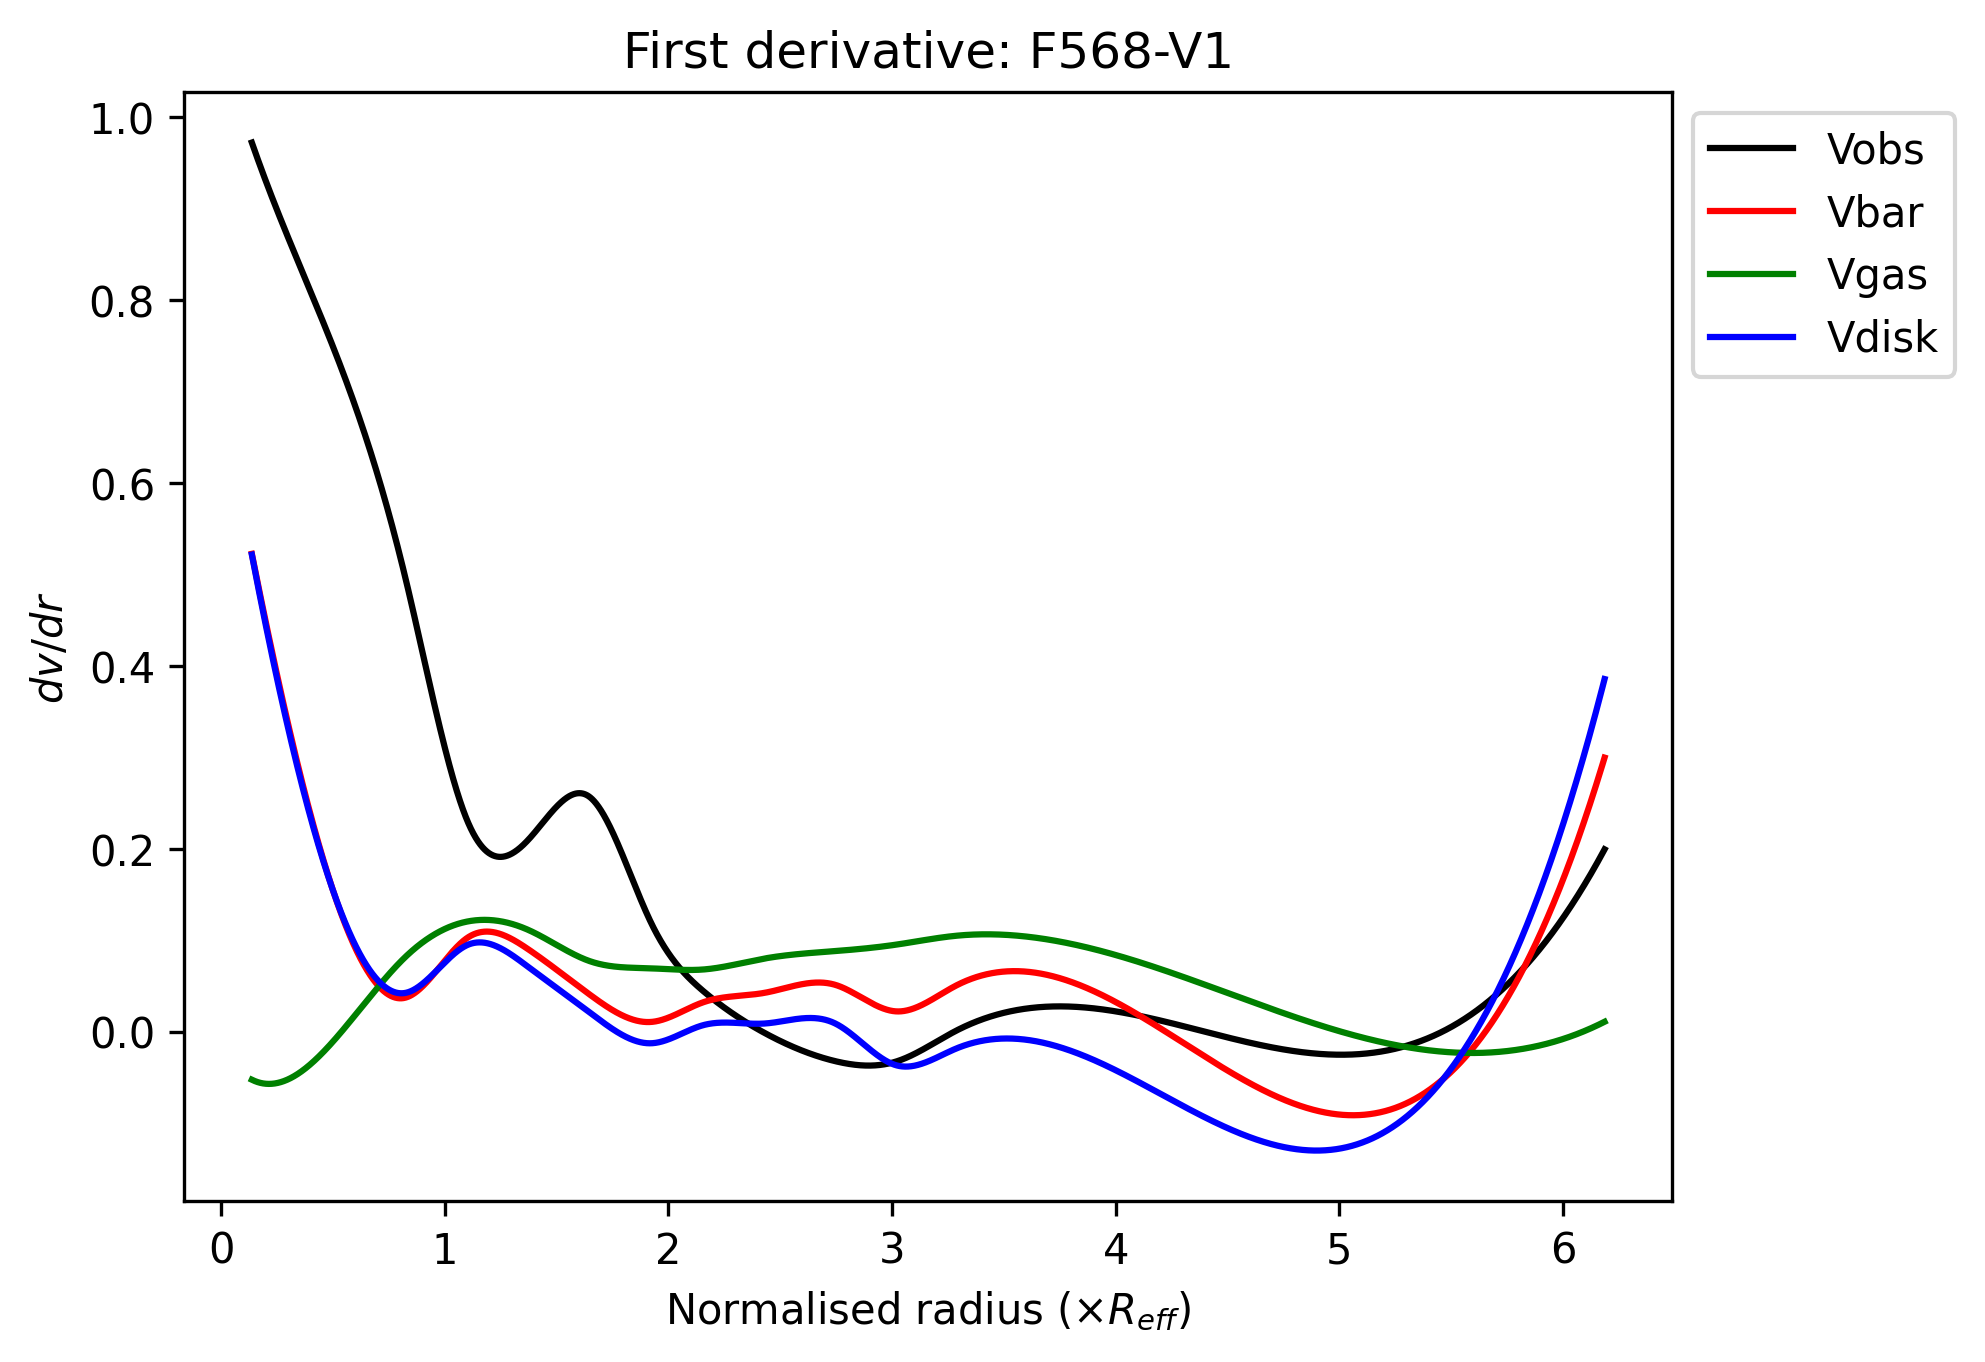 First derivative: F568-V1
1.0
0.8
0.6
0.4
0.2
0.0
dv/dr
0 1 2 3 4 5 6
Normalised radius (×R_eff)
Vobs
Vbar
Vgas
Vdisk